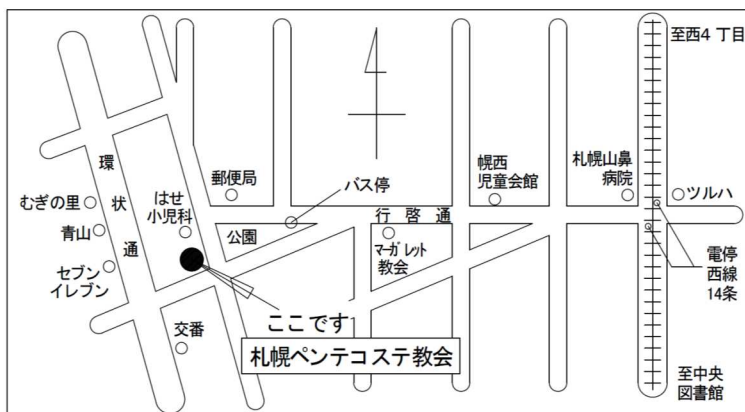 至西4丁目
環状通
郵便局
バス停
幌西
児童会館
札幌山鼻
病院
ツルハ
むぎの里
はせ
小児科
青山
公園
行啓通
マーガレット
教会
セブン
イレブン
電停
西線
14条
ここです
交番
札幌ペンテコステ教会
至中央
図書館